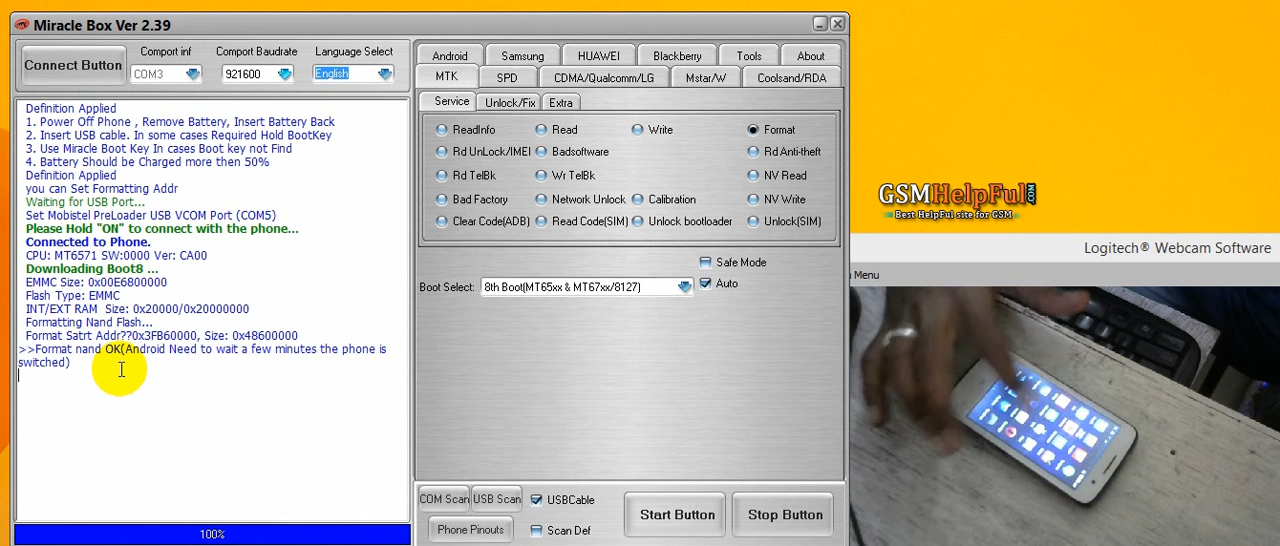 Miracle Box Ver 2.39
Connect Button
Comport inf
Comport Baudrate
Language Select
COM3
921600
English
Definition Applied
1. Power Off Phone , Remove Battery, Insert Battery Back
2. Insert USB cable. In some cases Required Hold BootKey
3. Use Miracle Boot Key In cases Boot key not Find
4. Battery Should be Charged more then 50%
Definition Applied
you can Set Formatting Addr
Waiting for USB Port...
Set Mobistel PreLoader USB VCOM Port (COM5)
Please Hold "ON" to connect with the phone...
Connected to Phone.
CPU: MT6571 SW:0000 Ver: CA00
Downloading Boot8 ...
EMMC Size: 0x00E6800000
Flash Type: EMMC
INT/EXT RAM Size: 0x20000/0x20000000
Formatting Nand Flash...
Format Satrt Addr??0x3FB60000, Size: 0x48600000
>>Format nand OK(Android Need to wait a few minutes the phone is
switched)
100%
Android Samsung HUAWEI Blackberry Tools About
MTK SPD CDMA/Qualcomm/LG Mstar/W Coolsand/RDA
Service Unlock/Fix Extra
ReadInfo Read Write Format
Rd UnLock/IMEI Badsoftware Rd Anti-theft
Rd TelBk Wr TelBk NV Read
Bad Factory Network Unlock Calibration NV Write
Clear Code(ADB) Read Code(SIM) Unlock bootloader Unlock(SIM)
Safe Mode
Boot Select: 8th Boot(MT65xx & MT67xx/8127) Auto
COM Scan USB Scan USBCable
Phone Pinouts Scan Def
Start Button Stop Button
GSMHelpFul.COM
Best HelpFul site for GSM
Logitech® Webcam Software
Menu